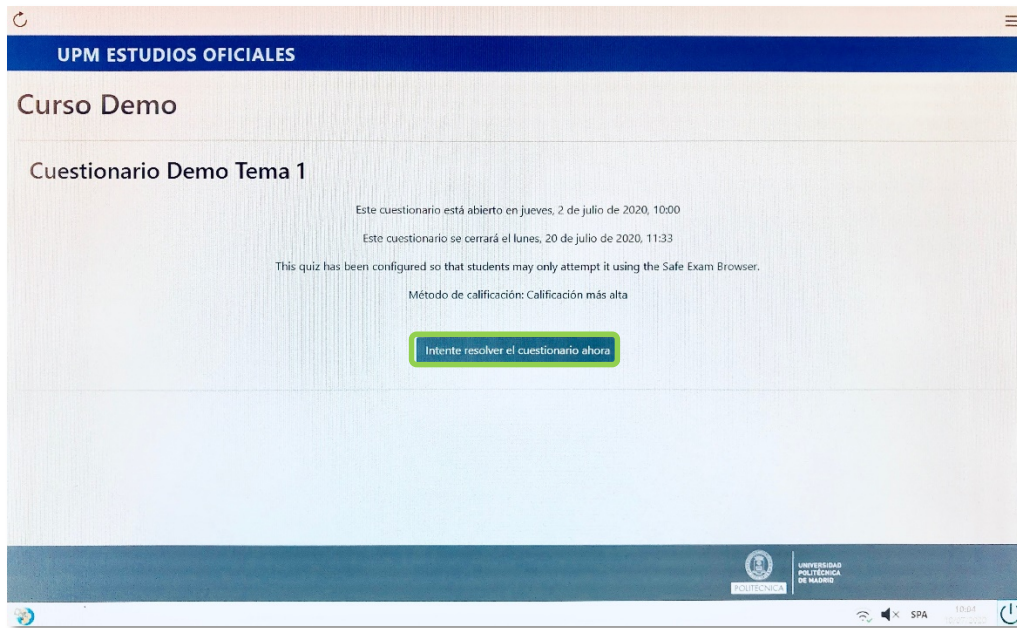 UPM ESTUDIOS OFICIALES
Curso Demo
Cuestionario Demo Tema 1
Este cuestionario está abierto en jueves, 2 de julio de 2020, 10:00
Este cuestionario se cerrará el lunes, 20 de julio de 2020, 11:33
This quiz has been configured so that students may only attempt it using the Safe Exam Browser.
Método de calificación: Calificación más alta
Intente resolver el cuestionario ahora
POLITÉCNICA
UNIVERSIDAD
POLITÉCNICA
DE MADRID
SPA
10:04